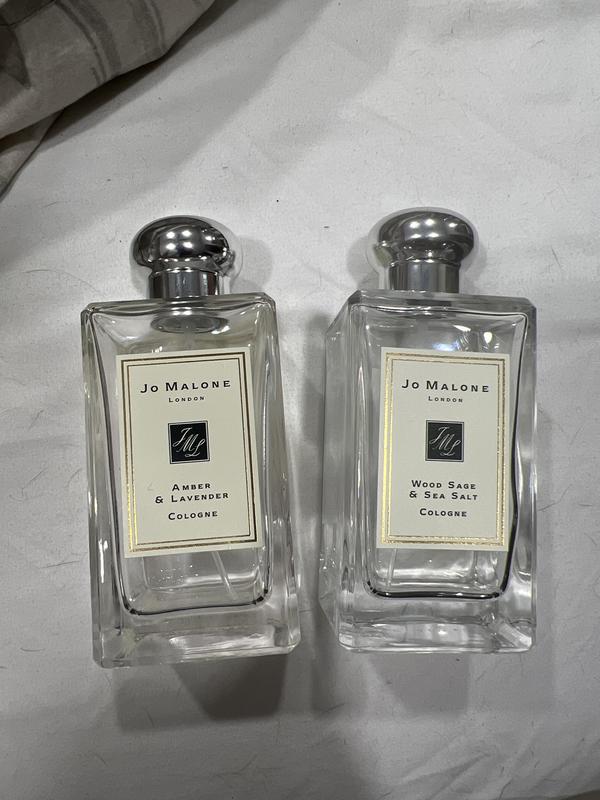 JO MALONE
LONDON
JML
AMBER
& LAVENDER
COLOGNE
JO MALONE
LONDON
JML
WOOD SAGE
& SEA SALT
COLOGNE